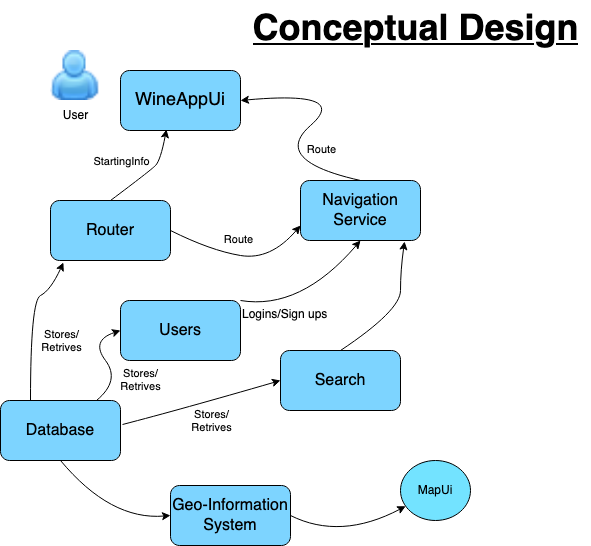 Conceptual Design
User
WineAppUi
StartingInfo
Route
Navigation
Service
Router
Route
Users
Logins/Sign ups
Stores/
Retrives
Stores/
Retrives
Search
Stores/
Retrives
Database
Geo-Information
System
MapUi